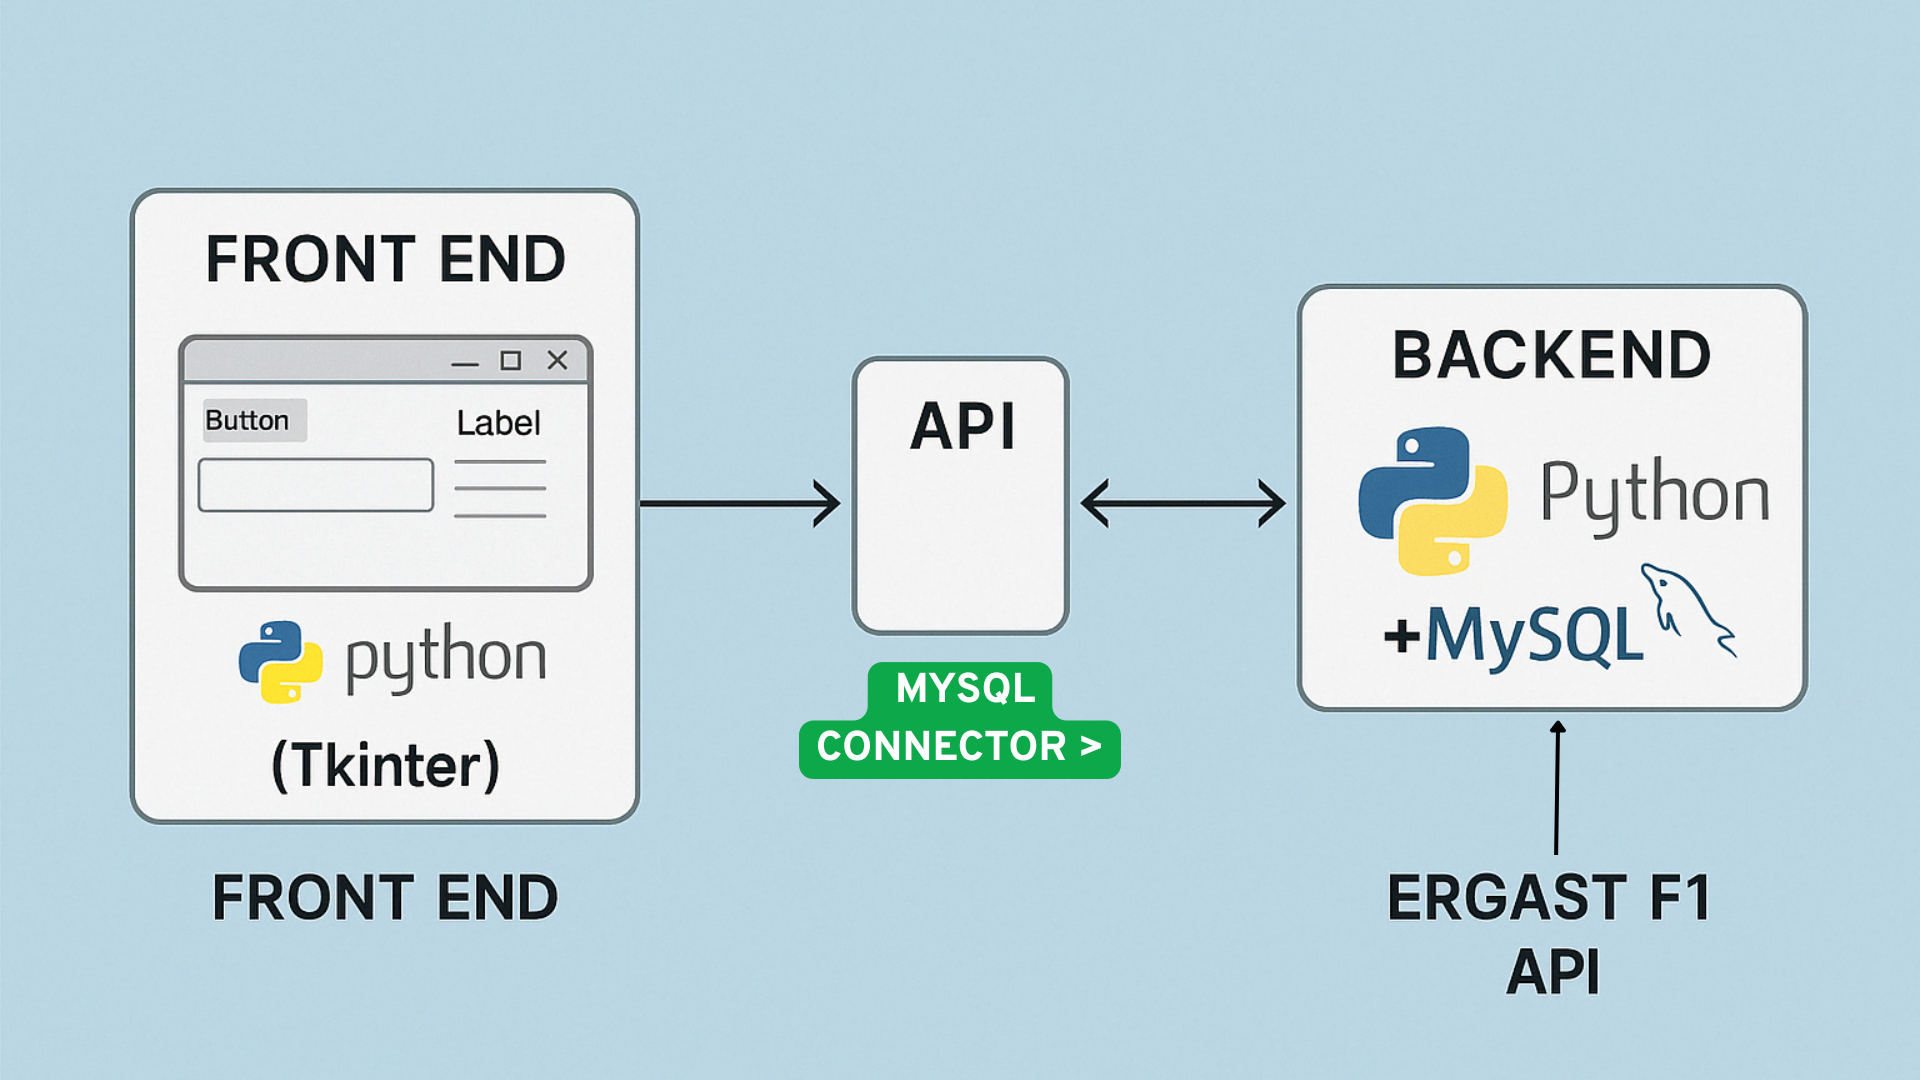 FRONT END
Button
Label
python
(Tkinter)
FRONT END
API
MYSQL
CONNECTOR >
BACKEND
Python
+MySQL
ERGAST F1
API